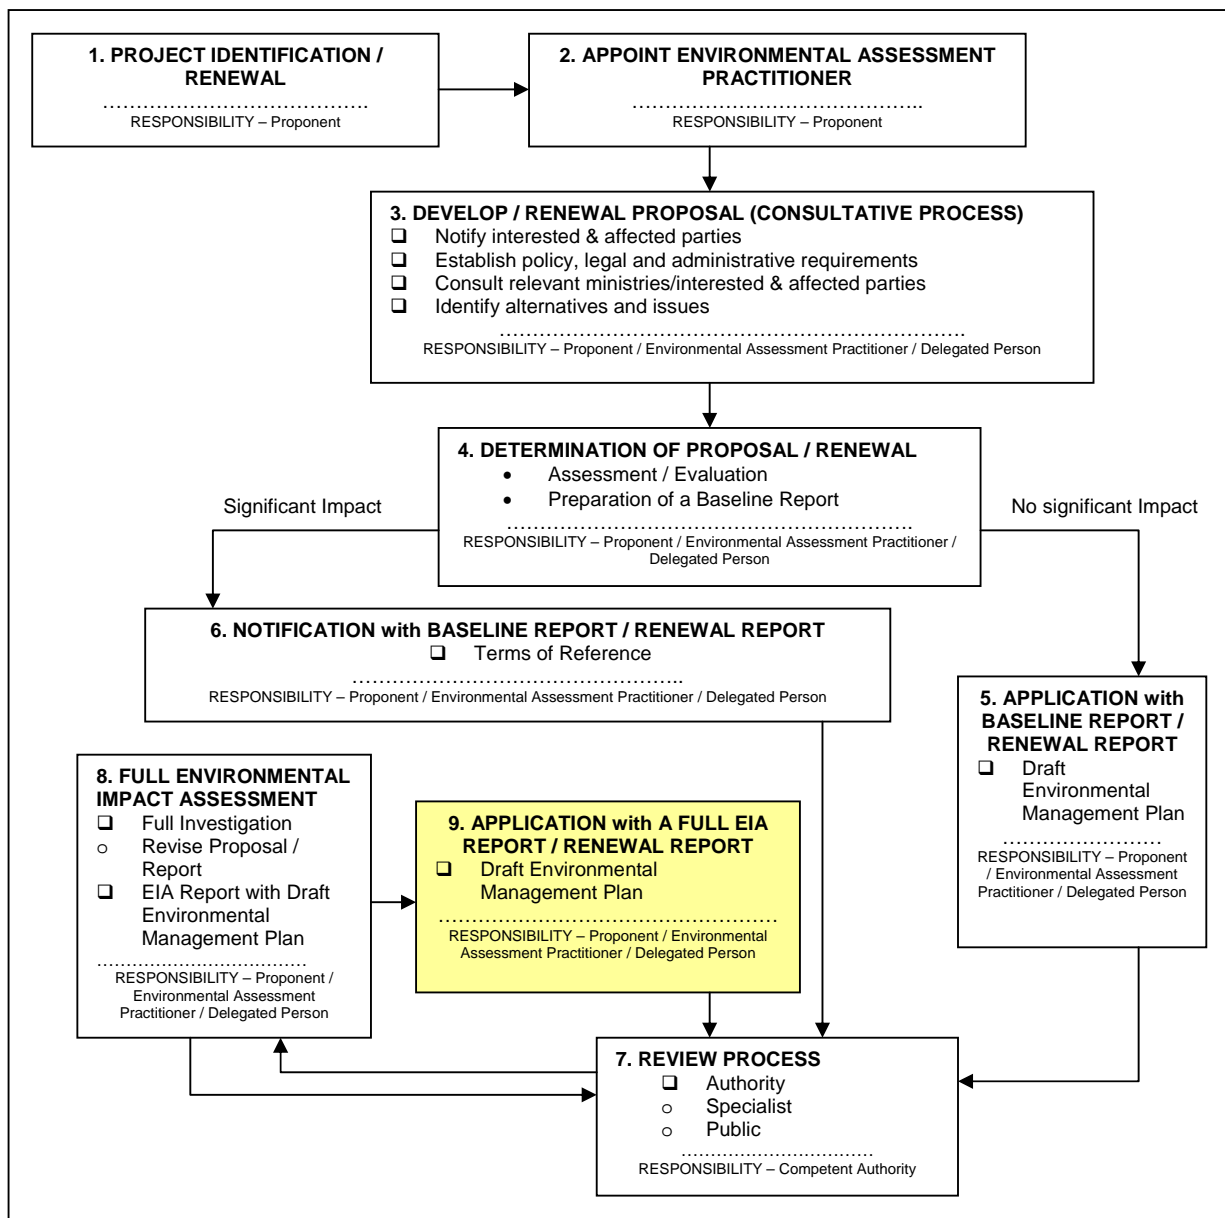 1. PROJECT IDENTIFICATION /
RENEWAL
…………………………………….
RESPONSIBILITY – Proponent
2. APPOINT ENVIRONMENTAL ASSESSMENT
PRACTITIONER
…………………………………………..
RESPONSIBILITY – Proponent
3. DEVELOP / RENEWAL PROPOSAL (CONSULTATIVE PROCESS)
❑ Notify interested & affected parties
❑ Establish policy, legal and administrative requirements
❑ Consult relevant ministries/interested & affected parties
❑ Identify alternatives and issues
…………………………………………………………….
RESPONSIBILITY – Proponent / Environmental Assessment Practitioner / Delegated Person
4. DETERMINATION OF PROPOSAL / RENEWAL
• Assessment / Evaluation
• Preparation of a Baseline Report
…………………………………………………….
RESPONSIBILITY – Proponent / Environmental Assessment Practitioner /
Delegated Person
Significant Impact
No significant Impact
6. NOTIFICATION with BASELINE REPORT / RENEWAL REPORT
❑ Terms of Reference
…………………………………………..
RESPONSIBILITY – Proponent / Environmental Assessment Practitioner / Delegated Person
5. APPLICATION with
BASELINE REPORT /
RENEWAL REPORT
❑ Draft
Environmental
Management Plan
……………………
RESPONSIBILITY – Proponent
/ Environmental Assessment
Practitioner / Delegated Person
8. FULL ENVIRONMENTAL
IMPACT ASSESSMENT
❑ Full Investigation
o Revise Proposal /
Report
❑ EIA Report with Draft
Environmental
Management Plan
………………………………
RESPONSIBILITY – Proponent /
Environmental Assessment
Practitioner / Delegated Person
9. APPLICATION with A FULL EIA
REPORT / RENEWAL REPORT
❑ Draft Environmental
Management Plan
……………………………………………
RESPONSIBILITY – Proponent / Environmental
Assessment Practitioner / Delegated Person
7. REVIEW PROCESS
❑ Authority
o Specialist
o Public
……………………………
RESPONSIBILITY – Competent Authority